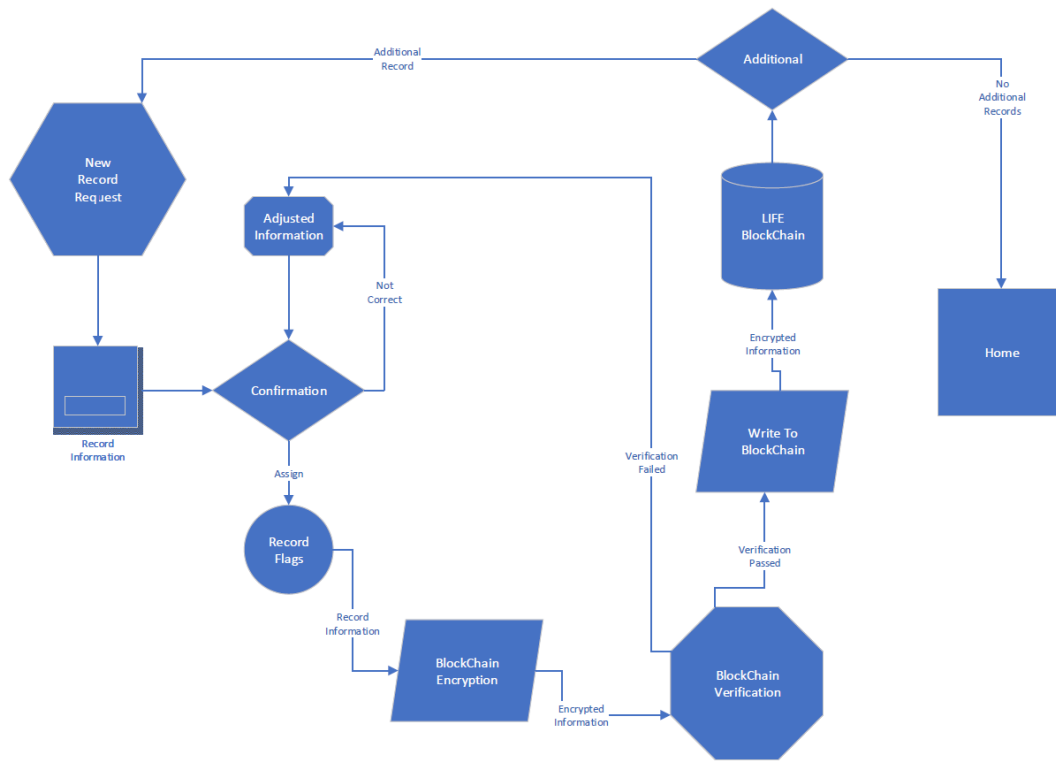 Additional
Record
Additional
No
Additional
Records
New
Record
Request
Adjusted
Information
LIFE
BlockChain
Not
Correct
Encrypted
Information
Home
Confirmation
Record
Information
Write To
BlockChain
Verification
Failed
Assign
Record
Flags
Verification
Passed
Record
Information
BlockChain
Encryption
BlockChain
Verification
Encrypted
Information